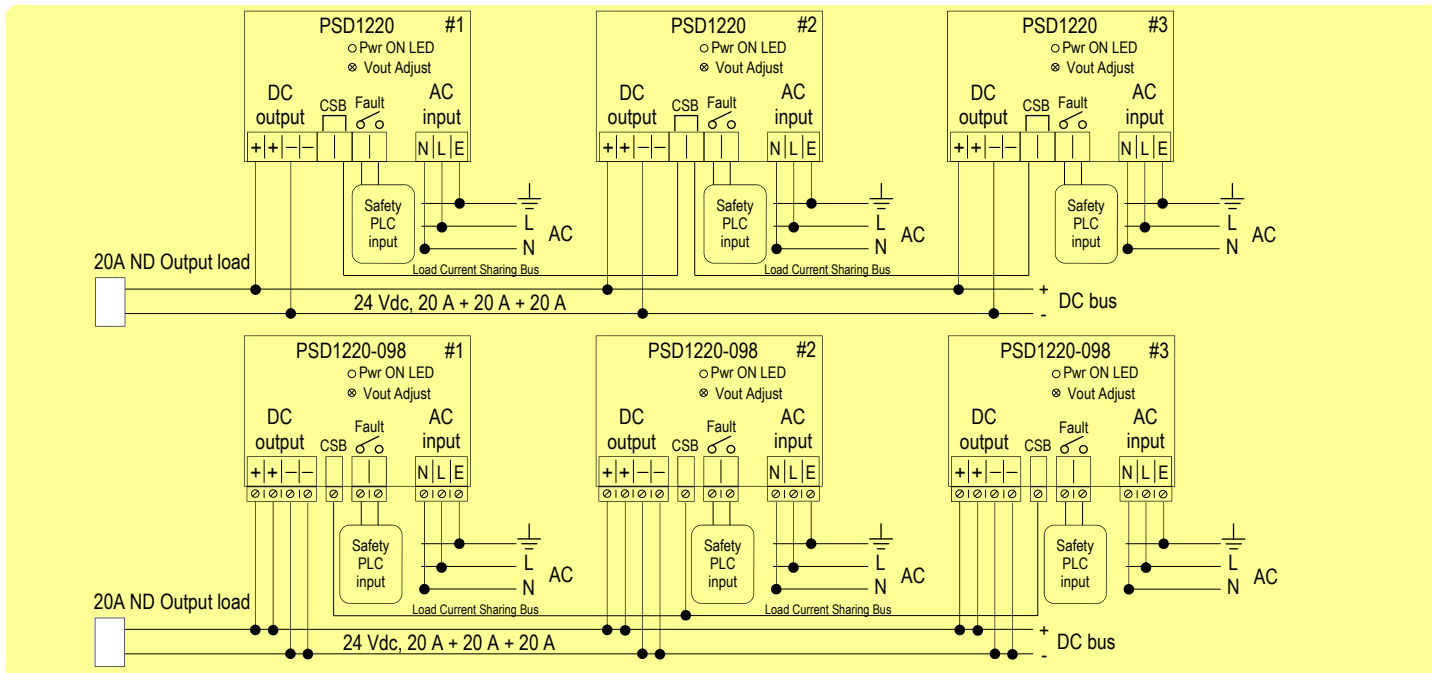 PSD1220 #1
Pwr ON LED
Vout Adjust
DC output
CSB
Fault
AC input
+ + — —
N L E
Safety PLC input
L
N
AC
PSD1220 #2
Pwr ON LED
Vout Adjust
DC output
CSB
Fault
AC input
+ + — —
N L E
Safety PLC input
L
N
AC
PSD1220 #3
Pwr ON LED
Vout Adjust
DC output
CSB
Fault
AC input
+ + — —
N L E
Safety PLC input
L
N
AC
Load Current Sharing Bus
Load Current Sharing Bus
20A ND Output load
24 Vdc, 20 A + 20 A + 20 A
+
-
DC bus
PSD1220-098 #1
Pwr ON LED
Vout Adjust
DC output
CSB
Fault
AC input
+ + — —
N L E
Safety PLC input
L
N
AC
PSD1220-098 #2
Pwr ON LED
Vout Adjust
DC output
CSB
Fault
AC input
+ + — —
N L E
Safety PLC input
L
N
AC
PSD1220-098 #3
Pwr ON LED
Vout Adjust
DC output
CSB
Fault
AC input
+ + — —
N L E
Safety PLC input
L
N
AC
Load Current Sharing Bus
Load Current Sharing Bus
20A ND Output load
24 Vdc, 20 A + 20 A + 20 A
+
-
DC bus